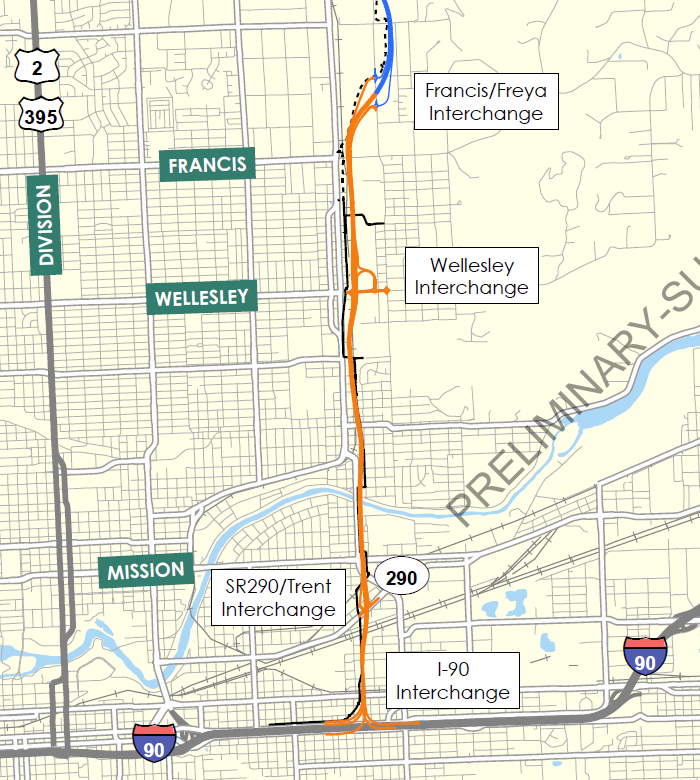 2
395
Francis/Freya
Interchange
FRANCIS
DIVISION
Wellesley
Interchange
WELLESLEY
PRELIMINARY-SU
MISSION
290
SR290/Trent
Interchange
90
I-90
Interchange
90